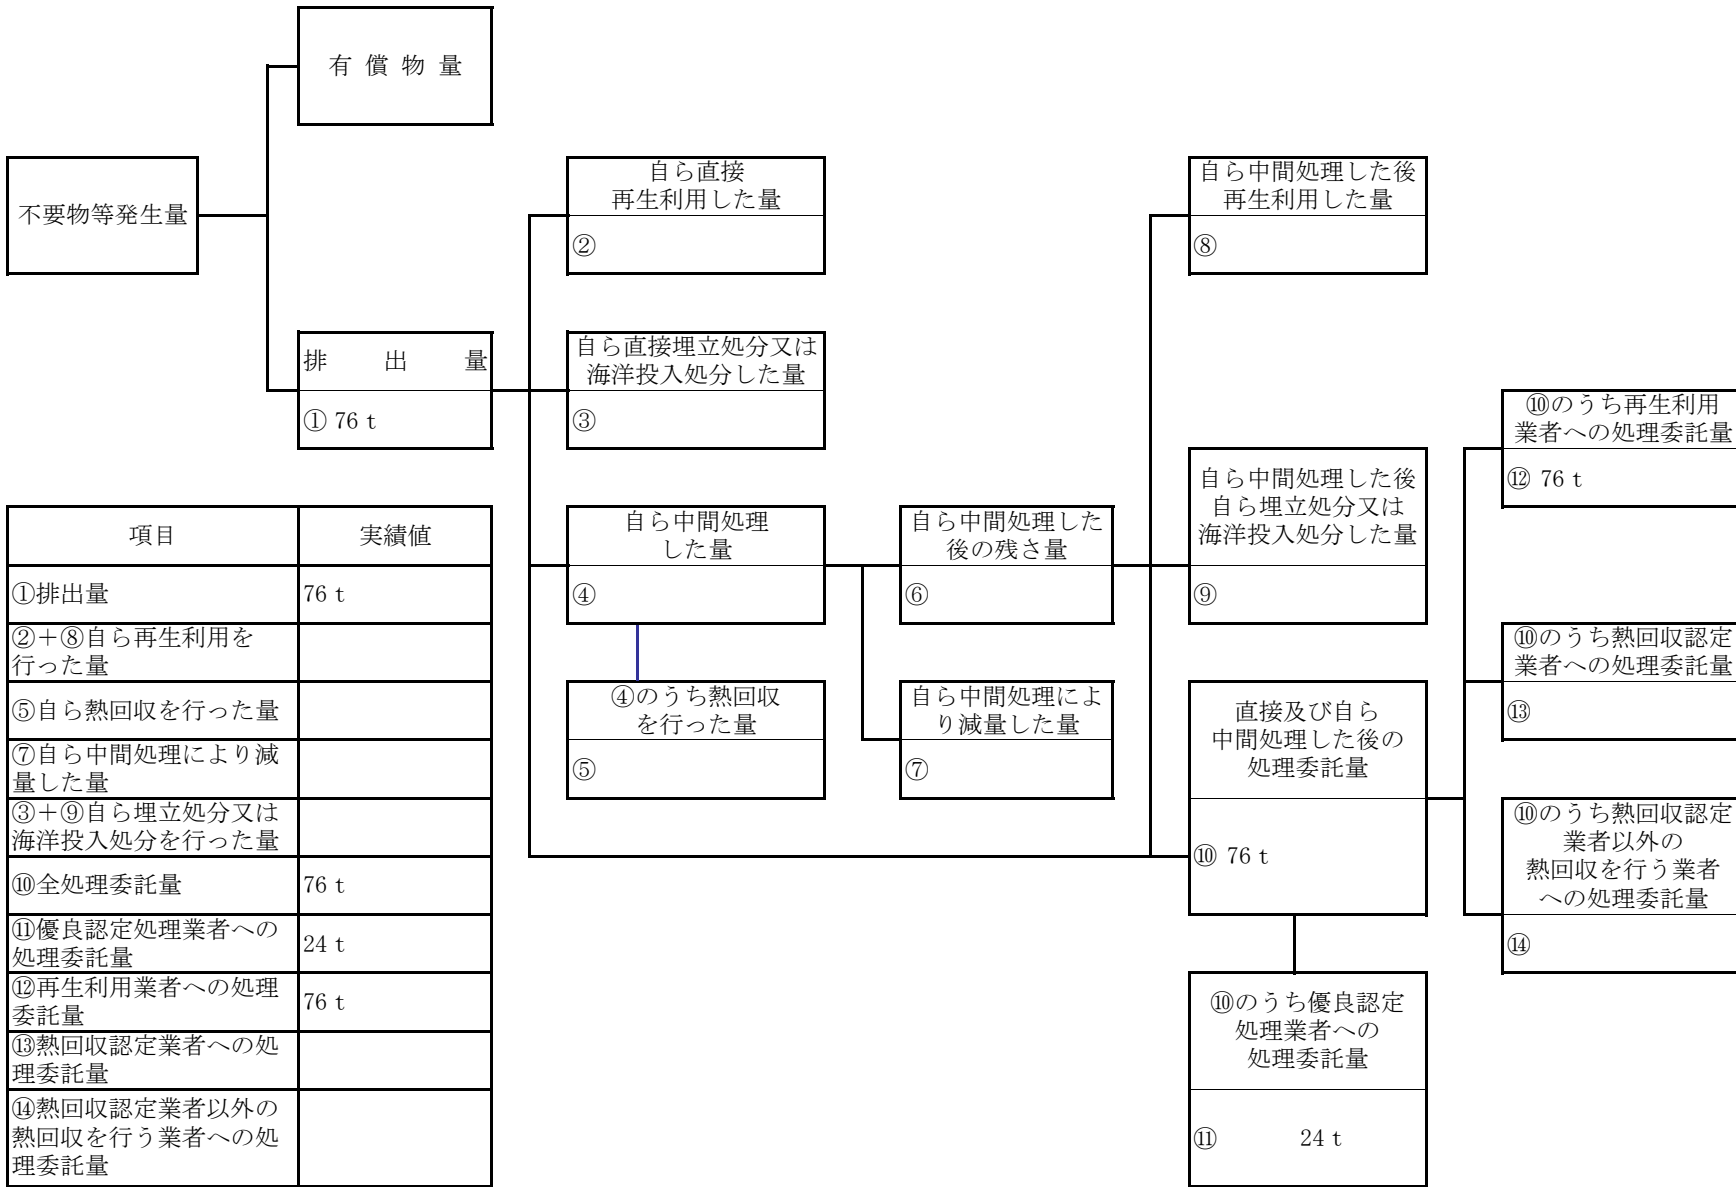 有 償 物 量
不要物等発生量
自ら直接
再生利用した量
②
自ら中間処理した後
再生利用した量
⑧
排 出 量
① 76 t
自ら直接埋立処分又は
海洋投入処分した量
③
⑩のうち再生利用
業者への処理委託量
⑫ 76 t
自ら中間処理した後
自ら埋立処分又は
海洋投入処分した量
⑨
自ら中間処理
した量
④
自ら中間処理した
後の残さ量
⑥
⑩のうち熱回収認定
業者への処理委託量
⑬
④のうち熱回収
を行った量
⑤
自ら中間処理によ
り減量した量
⑦
直接及び自ら
中間処理した後の
処理委託量
⑩ 76 t
⑩のうち熱回収認定
業者以外の
熱回収を行う業者
への処理委託量
⑭
⑩のうち優良認定
処理業者への
処理委託量
⑪ 24 t
項目 実績値
①排出量 76 t
②＋⑧自ら再生利用を
行った量
⑤自ら熱回収を行った量
⑦自ら中間処理により減
量した量
③＋⑨自ら埋立処分又は
海洋投入処分を行った量
⑩全処理委託量 76 t
⑪優良認定処理業者への
処理委託量 24 t
⑫再生利用業者への処理
委託量 76 t
⑬熱回収認定業者への処
理委託量
⑭熱回収認定業者以外の
熱回収を行う業者への処
理委託量